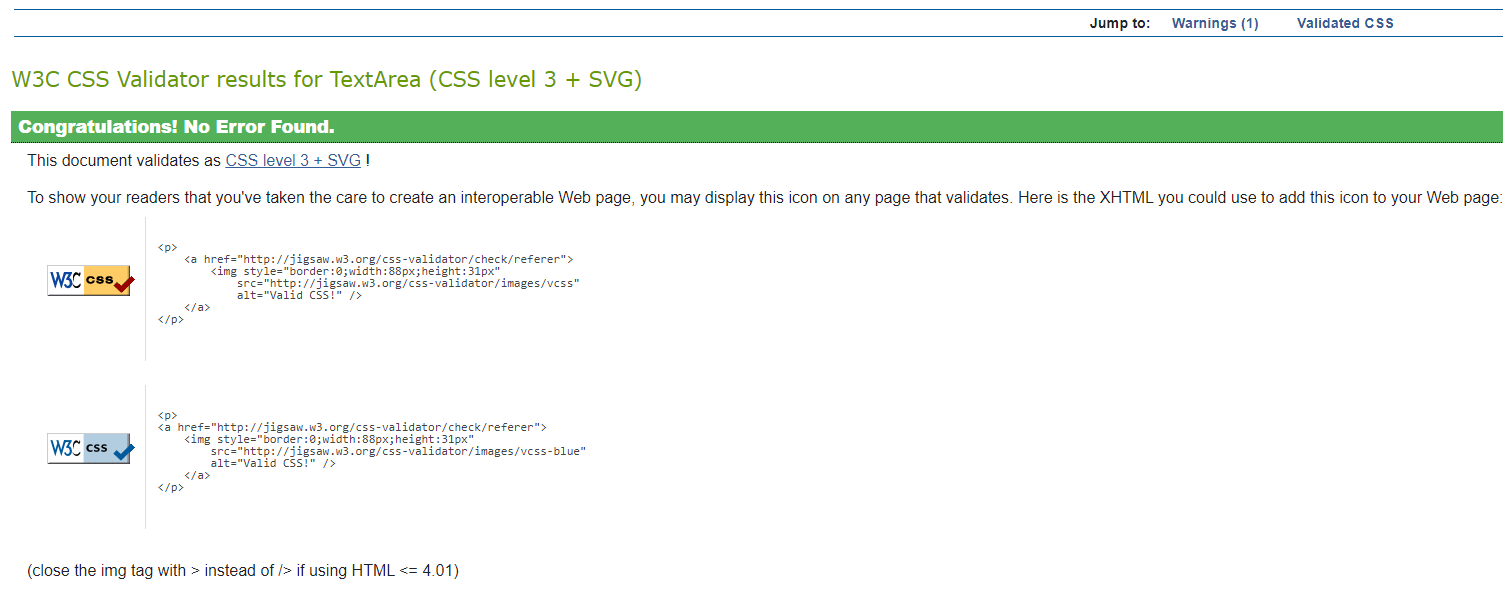 Jump to: Warnings (1) Validated CSS
W3C CSS Validator results for TextArea (CSS level 3 + SVG)
Congratulations! No Error Found.
This document validates as CSS level 3 + SVG !
To show your readers that you've taken the care to create an interoperable Web page, you may display this icon on any page that validates. Here is the XHTML you could use to add this icon to your Web page:
W3C css
<p>
<a href="http://jigsaw.w3.org/css-validator/check/referer">
<img style="border:0;width:88px;height:31px"
src="http://jigsaw.w3.org/css-validator/images/vcss"
alt="Valid CSS!" />
</a>
</p>
W3C css
<p>
<a href="http://jigsaw.w3.org/css-validator/check/referer">
<img style="border:0;width:88px;height:31px"
src="http://jigsaw.w3.org/css-validator/images/vcss-blue"
alt="Valid CSS!" />
</a>
</p>
(close the img tag with > instead of /> if using HTML <= 4.01)